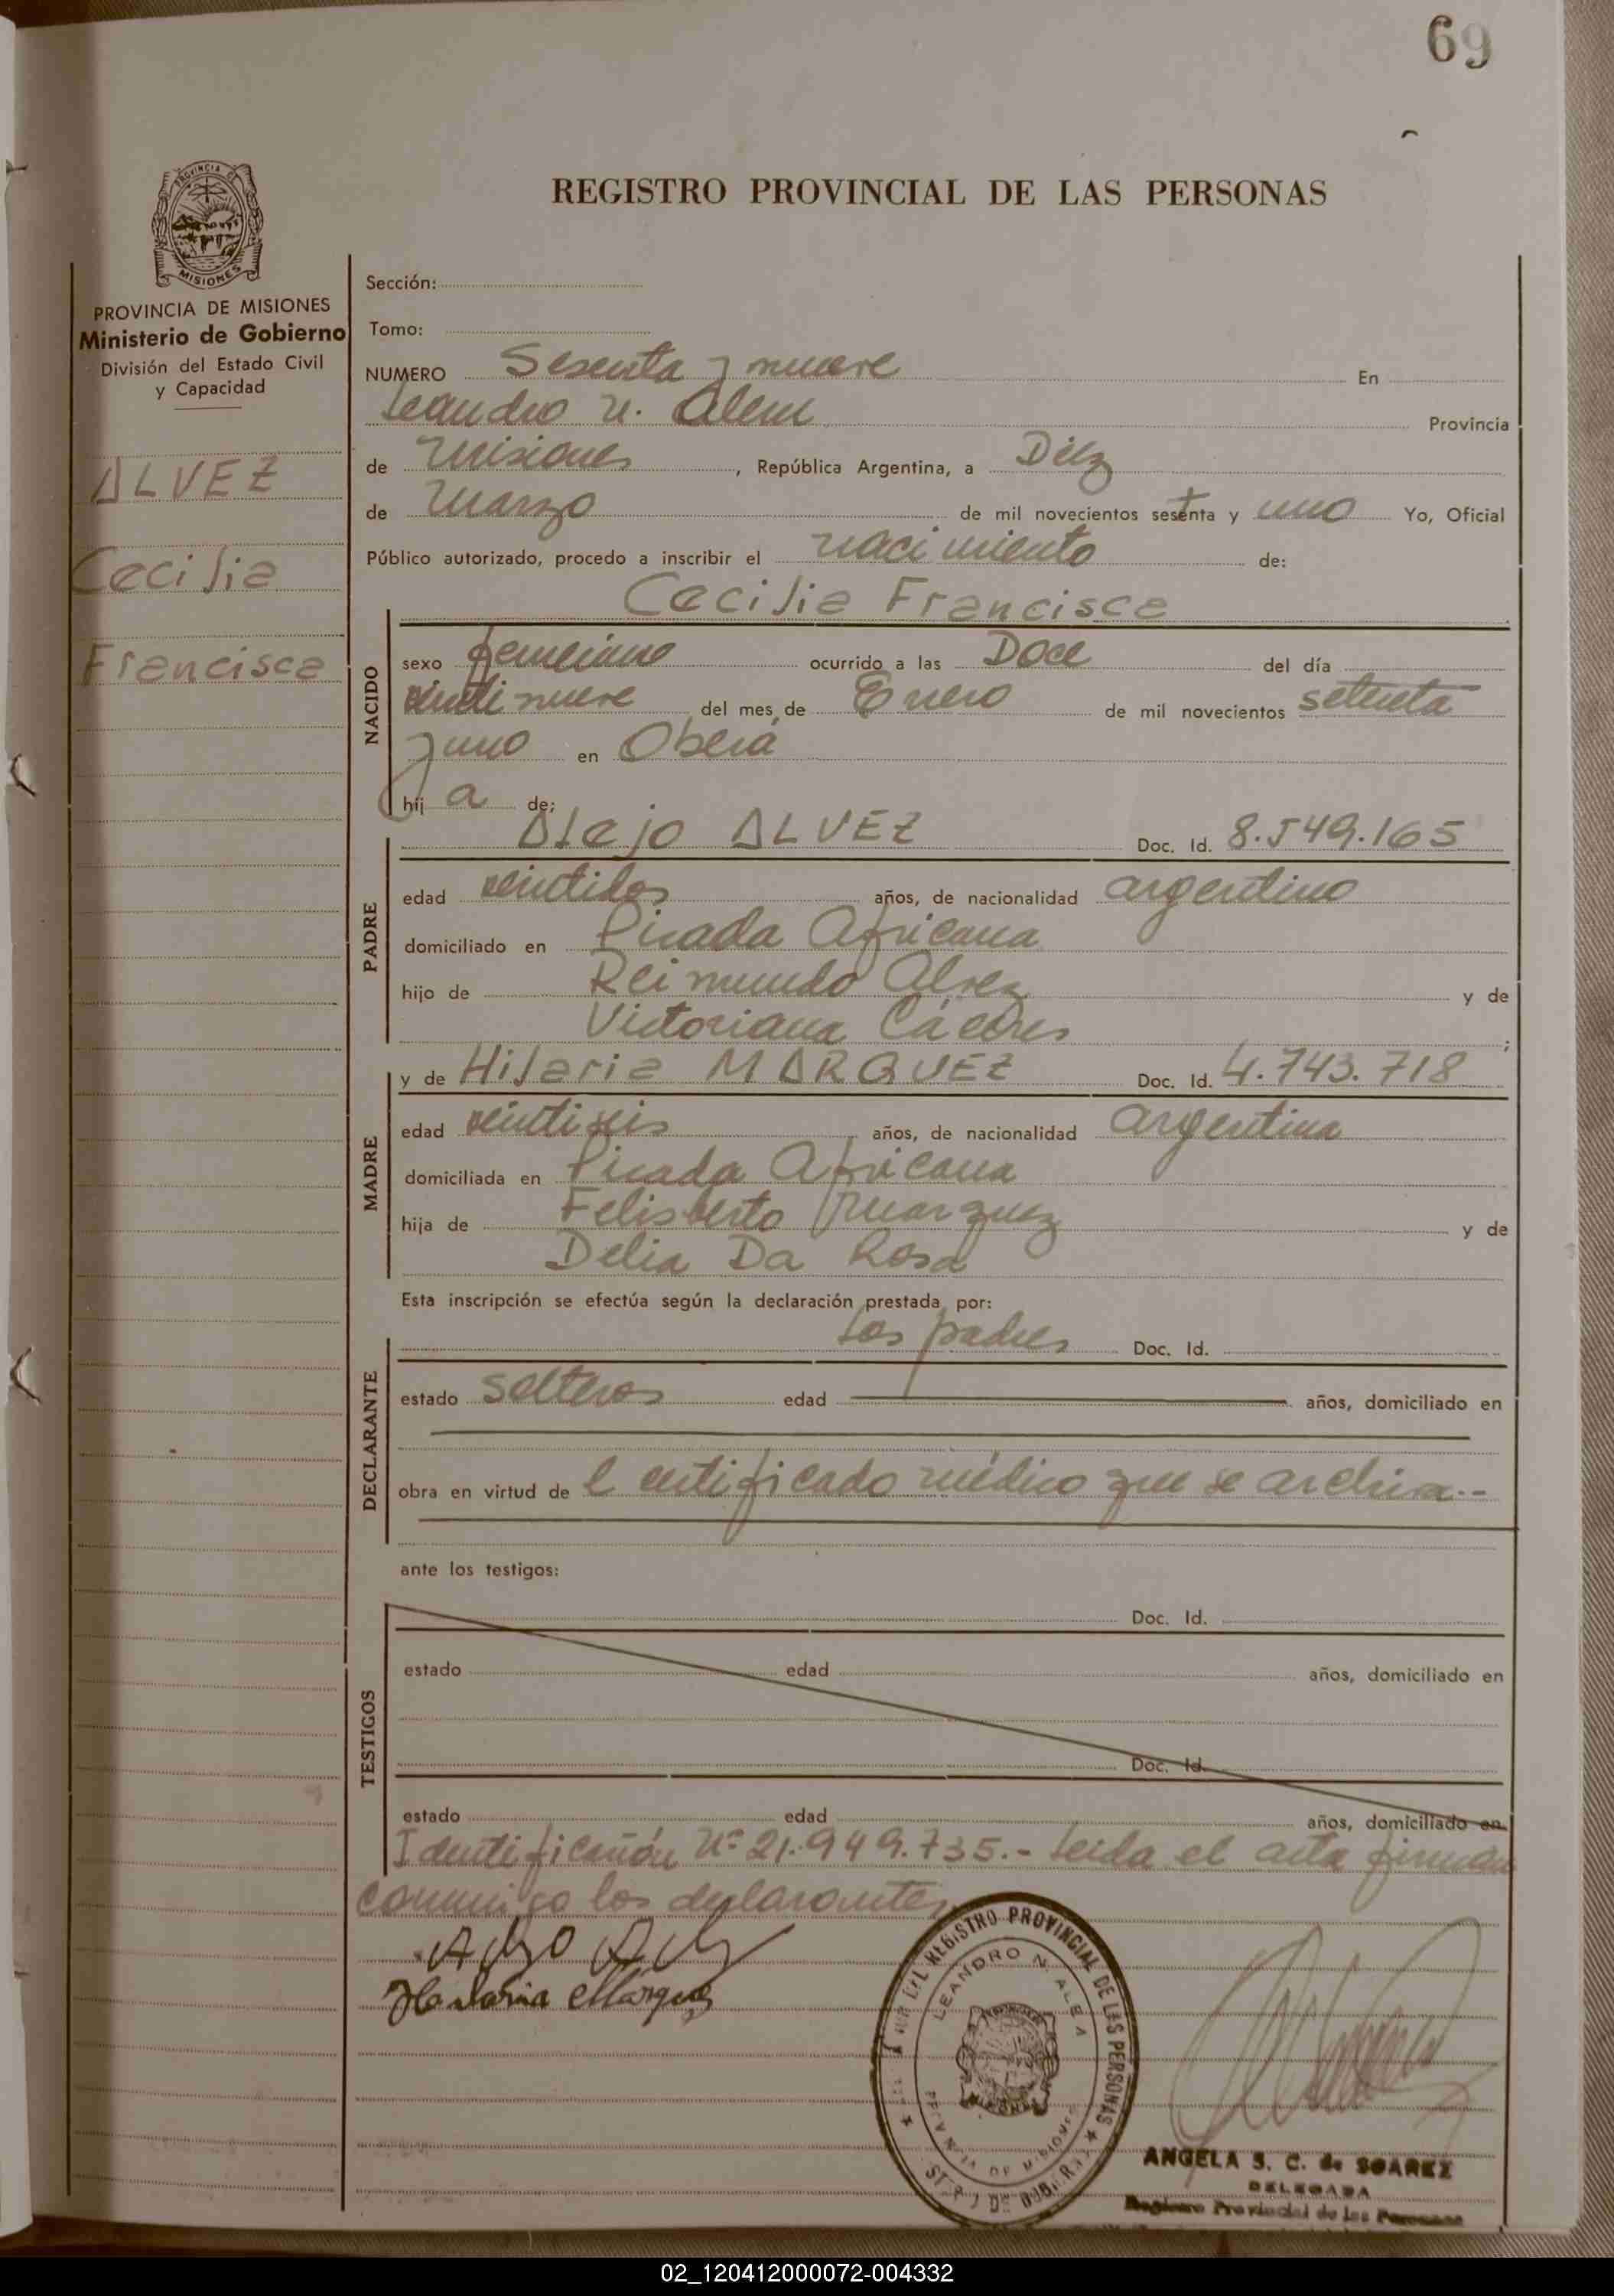 69
REGISTRO PROVINCIAL DE LAS PERSONAS
PROVINCIA DE MISIONES
Ministerio de Gobierno
División del Estado Civil
y Capacidad
ALVEZ
Cecilia
Francisca
Sección:
Tomo:
NUMERO Sesenta y nueve En
Leandro N. Alem Provincia
de Misiones, República Argentina, a Diez
de Marzo de mil novecientos setenta y uno Yo, Oficial
Público autorizado, procedo a inscribir el nacimiento de:
Cecilia Francisca
NACIDO
sexo femenino ocurrido a las Doce del día
veintinueve del mes de Enero de mil novecientos setenta
y uno en Oberá
hij a de:
Alejo ALVEZ Doc. Id. 8.549.165
PADRE
edad veintidos años, de nacionalidad argentino
domiciliado en Picada Africana
hijo de Reimundo Alvez y de
Victoriana Cáceres ;
y de Hilaria MARQUEZ Doc. Id. 4.743.718
MADRE
edad veintiseis años, de nacionalidad argentina
domiciliada en Picada Africana
hija de Felisberto Marquez y de
Delia Da Rosa
Esta inscripción se efectúa según la declaración prestada por:
Los padres Doc. Id.
DECLARANTE
estado solteros edad años, domiciliado en
obra en virtud de l certificado médico que se archiva.-
ante los testigos:
TESTIGOS
Doc. Id.
estado edad años, domiciliado en
Doc. Id.
estado edad años, domiciliado en
Identificación Nº 21.949.735.- Leída el acta firman
conmigo los declarantes
Marquez
REGISTRO PROVINCIAL DE LAS PERSONAS
LEANDRO N. ALEM
MISIONES
ANGELA S. C. de SOAREZ
DELEGADA
Registro Provincial de las Personas
02_120412000072-004332